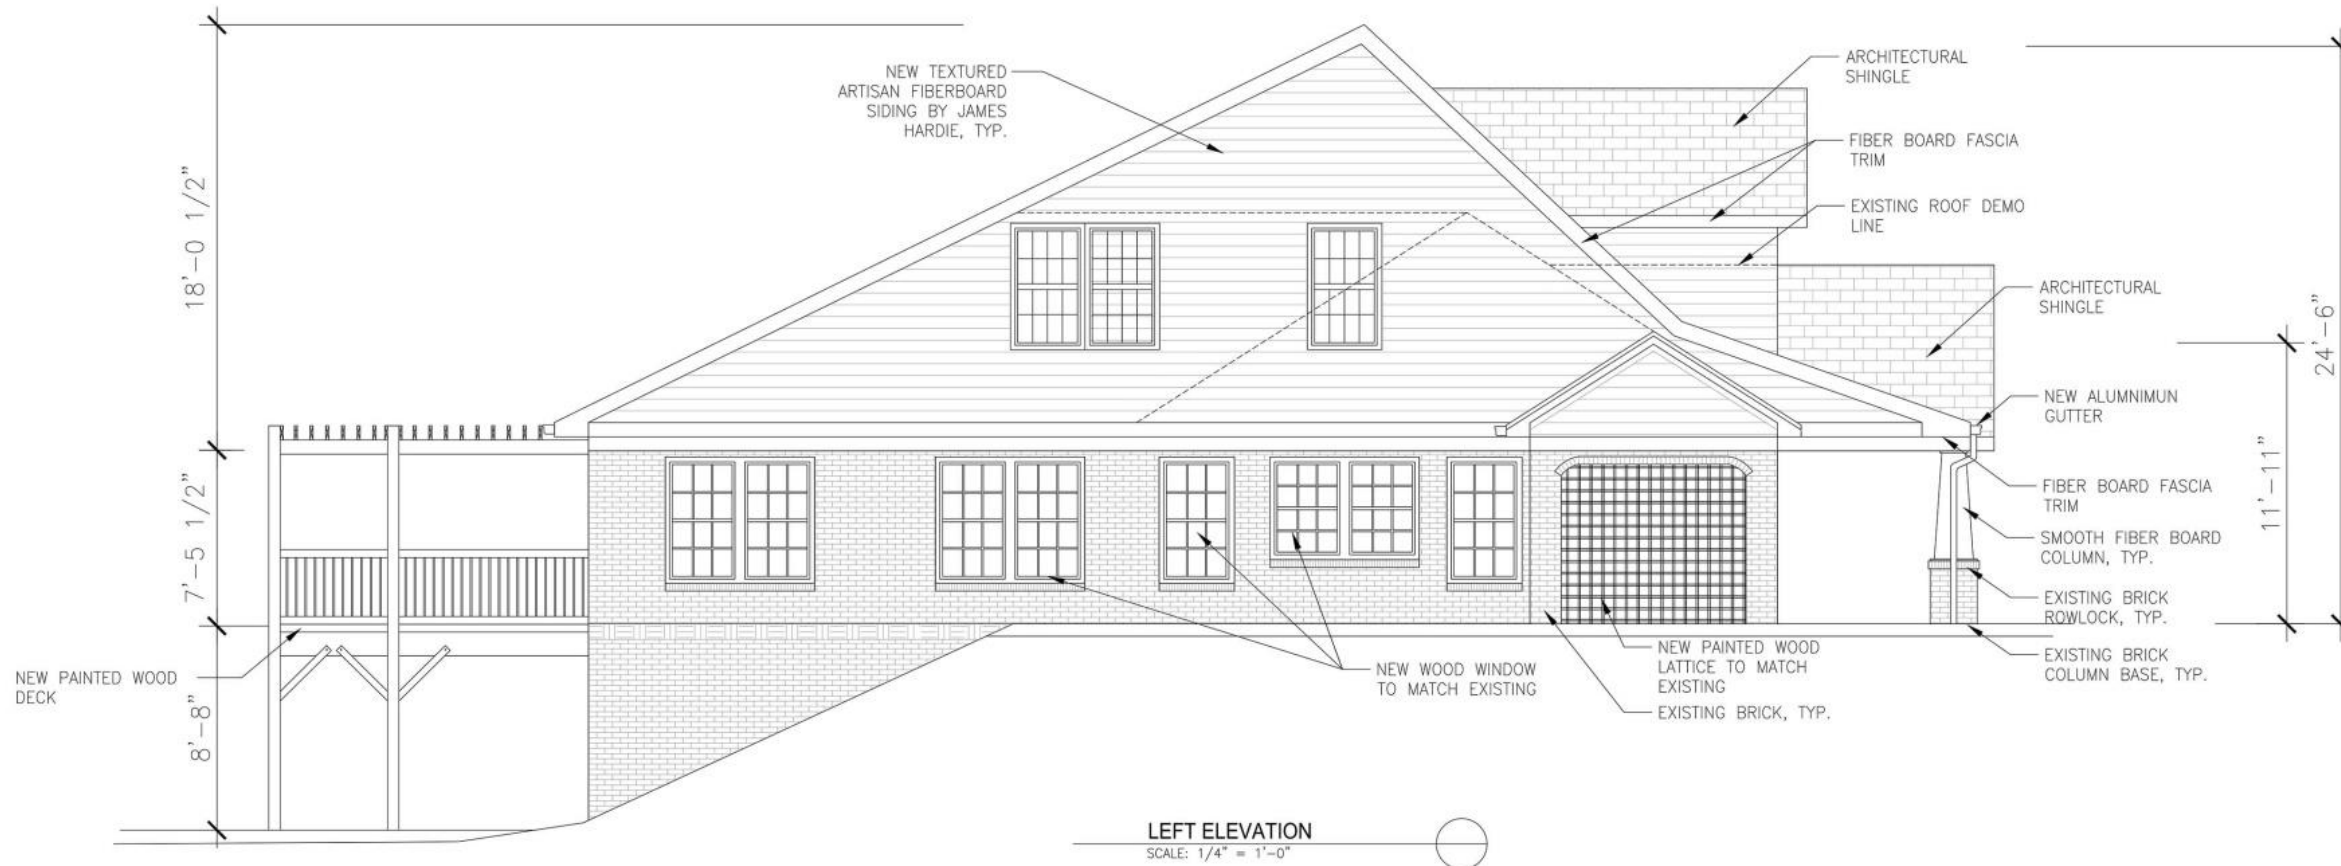 18'-0 1/2"
7'-5 1/2"
8'-8"
NEW TEXTURED
ARTISAN FIBERBOARD
SIDING BY JAMES
HARDIE, TYP.
NEW PAINTED WOOD
DECK
ARCHITECTURAL
SHINGLE
FIBER BOARD FASCIA
TRIM
EXISTING ROOF DEMO
LINE
ARCHITECTURAL
SHINGLE
NEW ALUMNIMUN
GUTTER
FIBER BOARD FASCIA
TRIM
SMOOTH FIBER BOARD
COLUMN, TYP.
EXISTING BRICK
ROWLOCK, TYP.
EXISTING BRICK
COLUMN BASE, TYP.
24'-6"
11'-11"
NEW WOOD WINDOW
TO MATCH EXISTING
NEW PAINTED WOOD
LATTICE TO MATCH
EXISTING
EXISTING BRICK, TYP.
LEFT ELEVATION
SCALE: 1/4" = 1'-0"